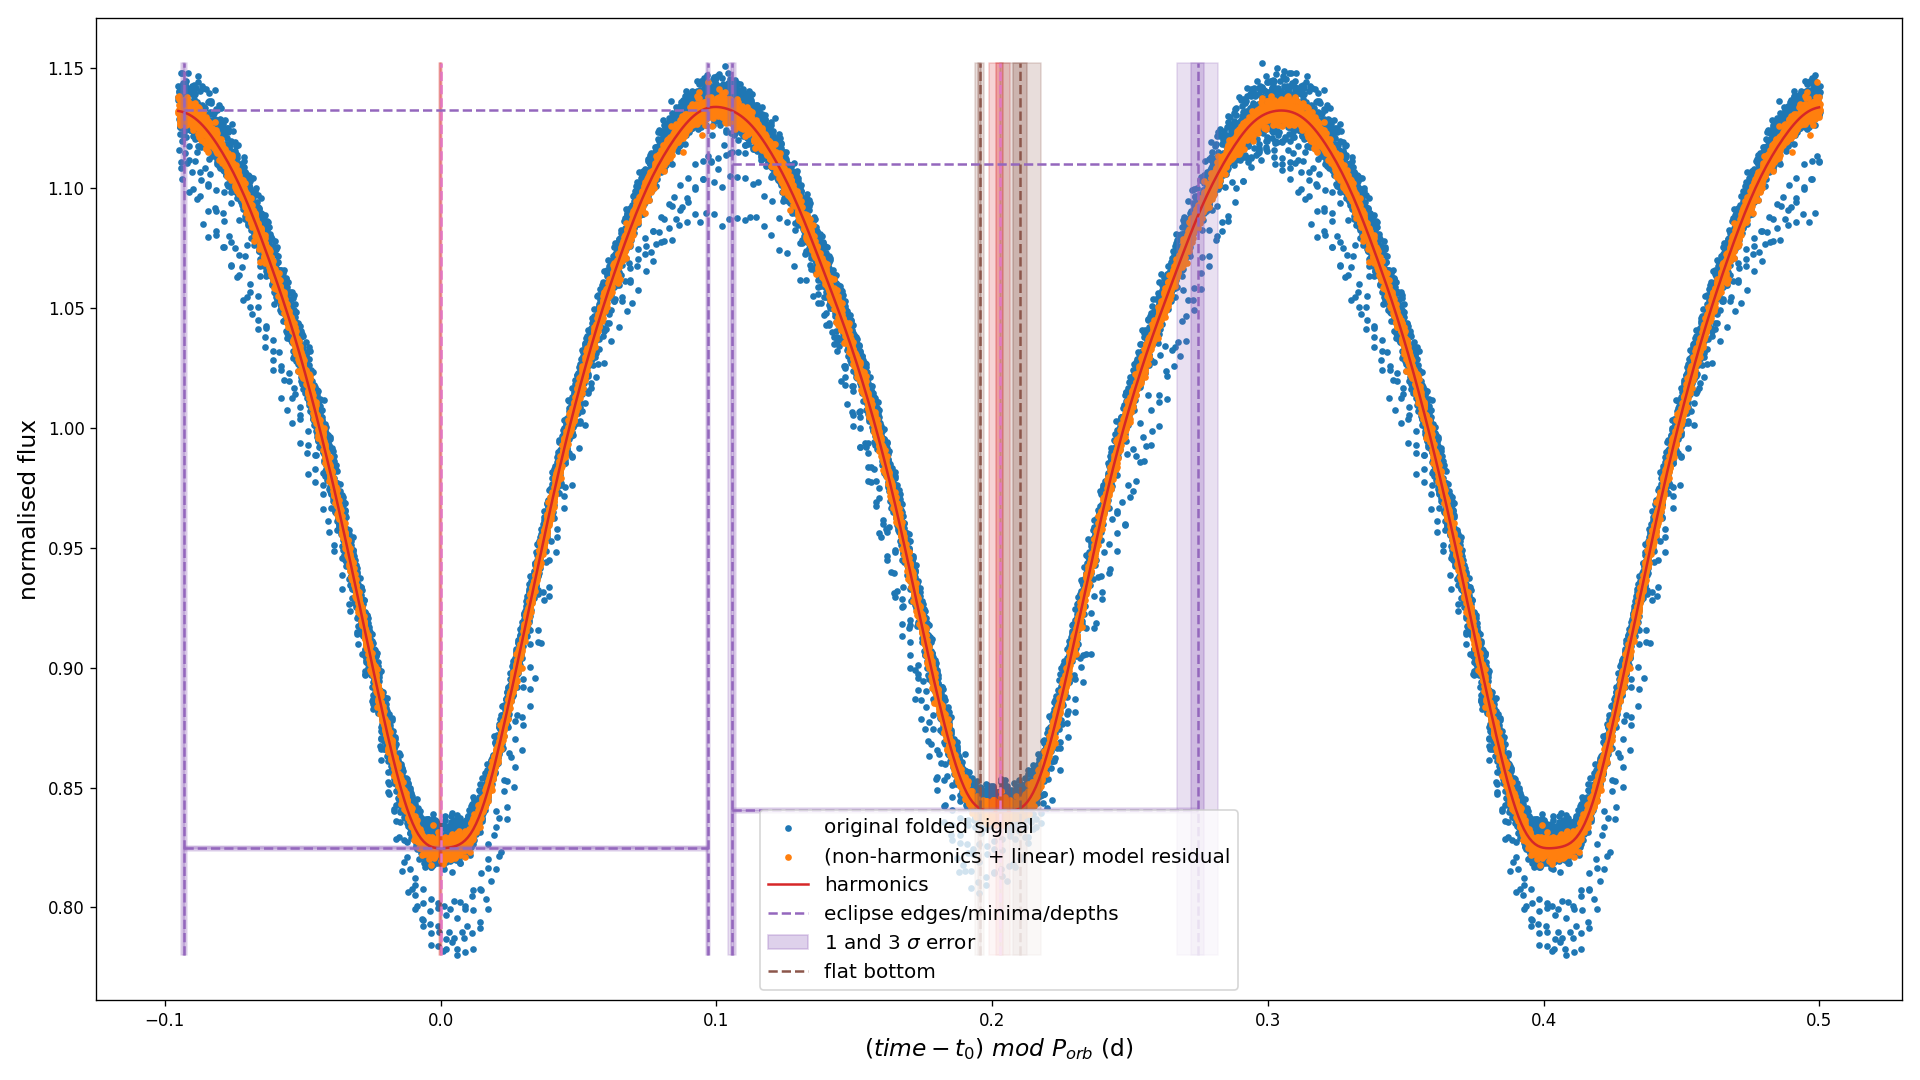 normalised flux
1.15
1.10
1.05
1.00
0.95
0.90
0.85
0.80
original folded signal
(non-harmonics + linear) model residual
harmonics
eclipse edges/minima/depths
1 and 3 σ error
flat bottom
−0.1 0.0 0.1 0.2 0.3 0.4 0.5
(time − t₀) mod P_orb (d)